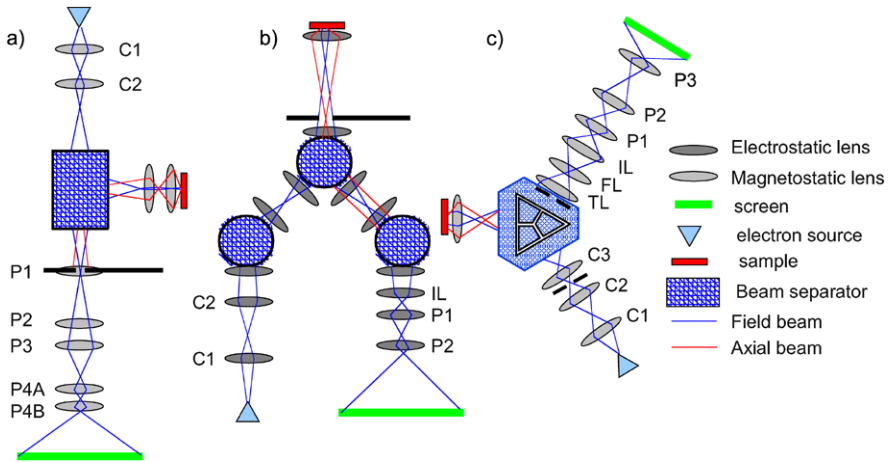 a)
C1
C2
P1
P2
P3
P4A
P4B
b)
C2
C1
IL
P1
P2
c)
P3
P2
P1
IL
FL
TL
C3
C2
C1
Electrostatic lens
Magnetostatic lens
screen
electron source
sample
Beam separator
Field beam
Axial beam